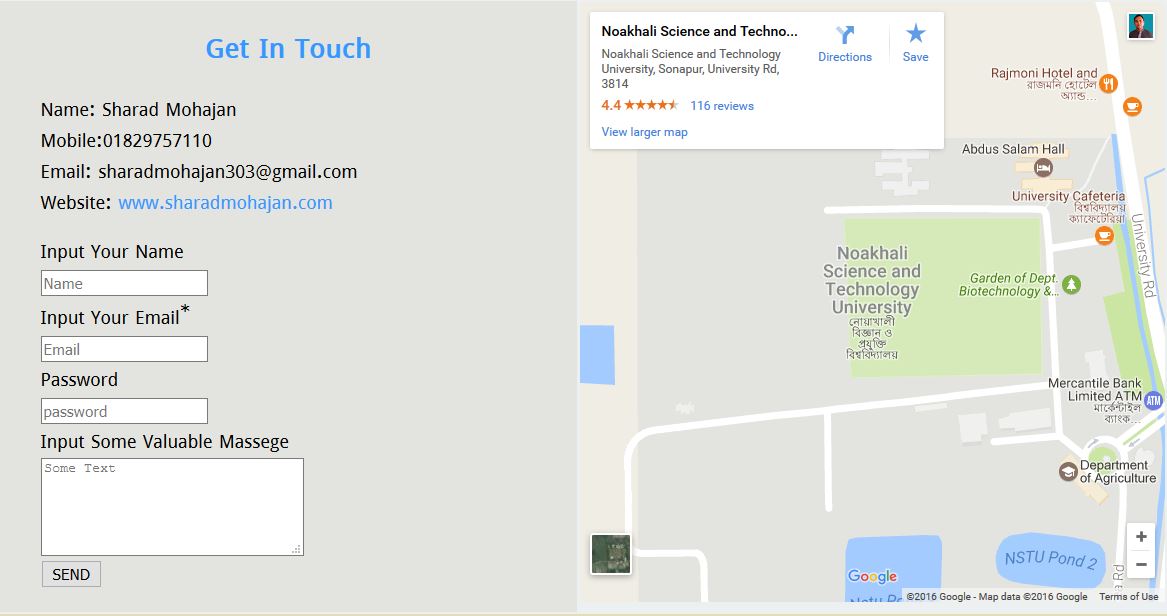 Get In Touch
Name: Sharad Mohajan
Mobile:01829757110
Email: sharadmohajan303@gmail.com
Website: www.sharadmohajan.com
Input Your Name
Name
Input Your Email*
Email
Password
password
Input Some Valuable Massege
Some Text
SEND
Noakhali Science and Techno...
Noakhali Science and Technology
University, Sonapur, University Rd,
3814
4.4 116 reviews
View larger map
Directions
Save
Rajmoni Hotel and
রাজমনি হোটেল
অ্যান্ড...
Abdus Salam Hall
University Cafeteria
বিশ্ববিদ্যালয়
ক্যাফেটেরিয়া
University Rd
Noakhali
Science and
Technology
University
নোয়াখালী
বিজ্ঞান ও
প্রযুক্তি
বিশ্ববিদ্যালয়
Garden of Dept.
Biotechnology &...
Mercantile Bank
Limited ATM
ATM
মার্কেন্টাইল
ব্যাংক...
Department
of Agriculture
NSTU Pond 2
Google
+
−
©2016 Google - Map data ©2016 Google Terms of Use